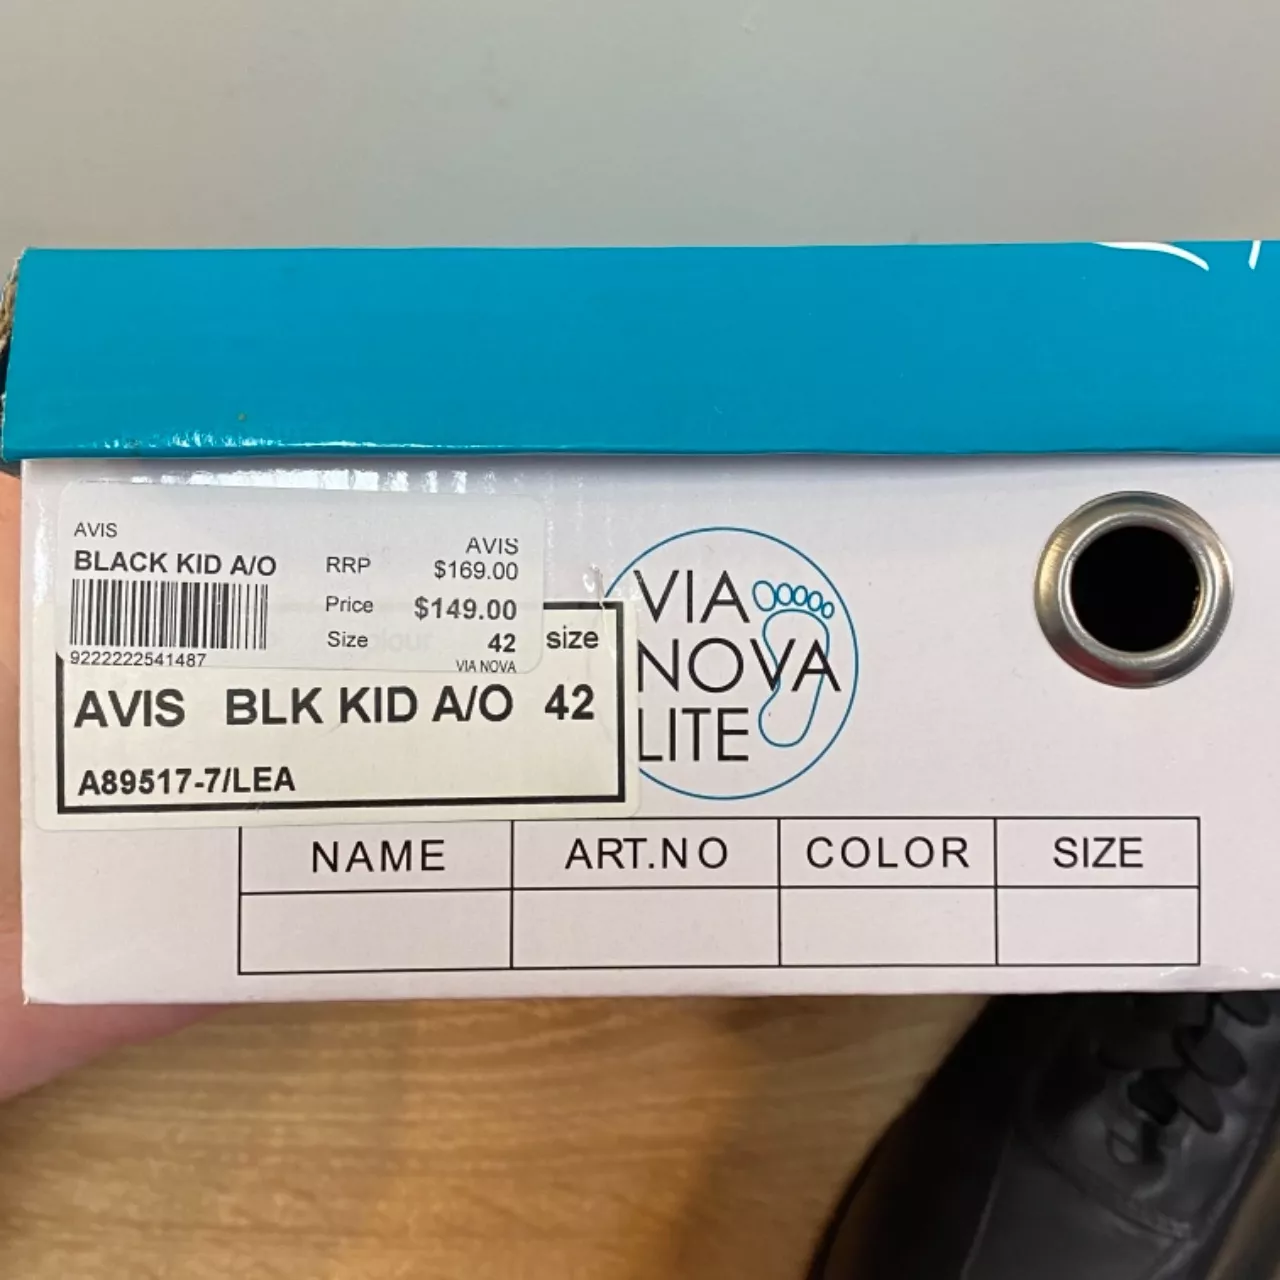 AVIS
BLACK KID A/O
9222222541487
AVIS
RRP $169.00
Price $149.00
Size 42
VIA NOVA
size
AVIS BLK KID A/O 42
A89517-7/LEA
VIA
NOVA
LITE
NAME ART.NO COLOR SIZE